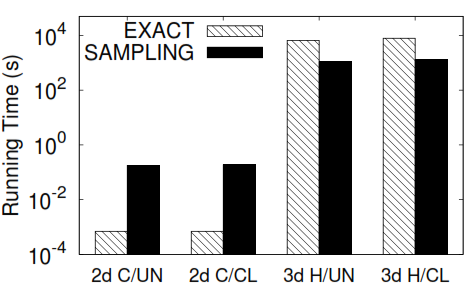 EXACT
SAMPLING
Running Time (s)
10^4
10^2
10^0
10^-2
10^-4
2d C/UN 2d C/CL 3d H/UN 3d H/CL